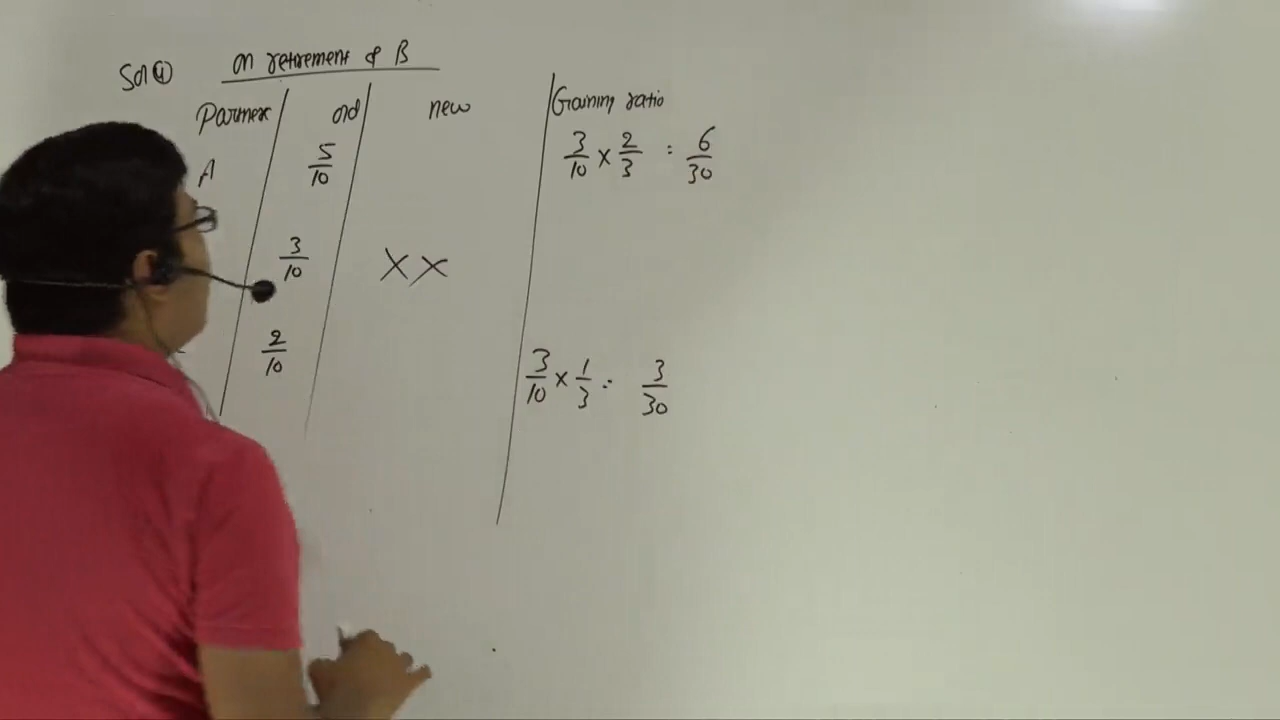 Sol ④ on retirement of B
Partner old new Gaining ratio
A 5/10 3/10 × 2/3 = 6/30
3/10 X X
2/10 3/10 × 1/3 = 3/30